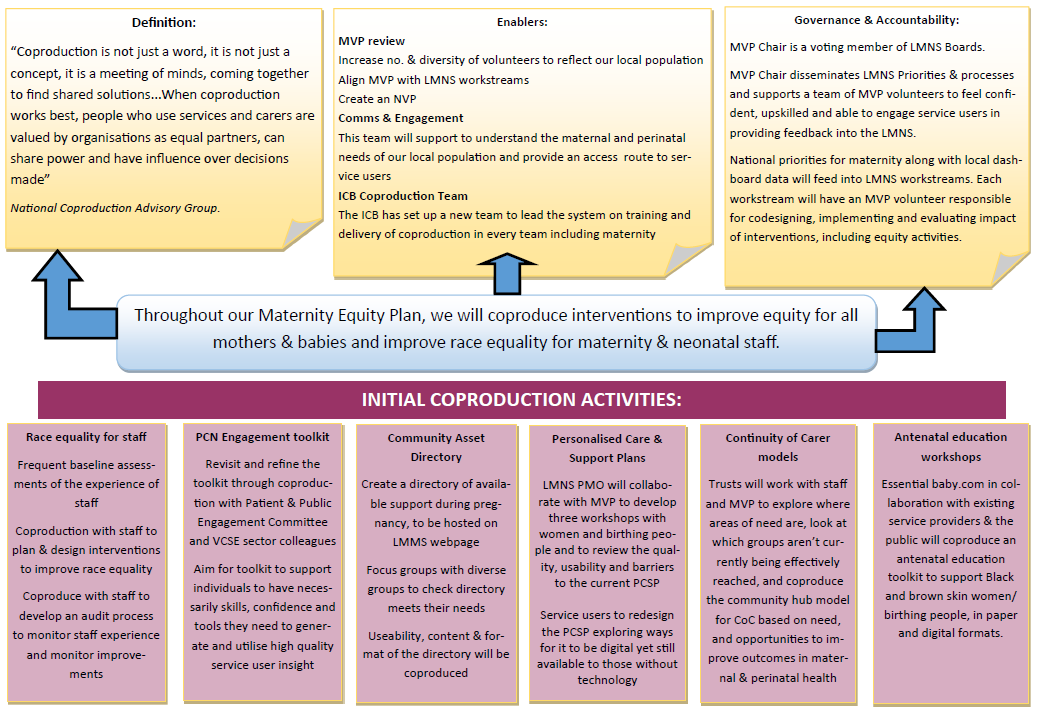 Definition:
“Coproduction is not just a word, it is not just a
concept, it is a meeting of minds, coming together
to find shared solutions...When coproduction
works best, people who use services and carers are
valued by organisations as equal partners, can
share power and have influence over decisions
made”
National Coproduction Advisory Group.
Enablers:
MVP review
Increase no. & diversity of volunteers to reflect our local population
Align MVP with LMNS workstreams
Create an NVP
Comms & Engagement
This team will support to understand the maternal and perinatal
needs of our local population and provide an access route to ser-
vice users
ICB Coproduction Team
The ICB has set up a new team to lead the system on training and
delivery of coproduction in every team including maternity
Governance & Accountability:
MVP Chair is a voting member of LMNS Boards.
MVP Chair disseminates LMNS Priorities & processes
and supports a team of MVP volunteers to feel confi-
dent, upskilled and able to engage service users in
providing feedback into the LMNS.
National priorities for maternity along with local dash-
board data will feed into LMNS workstreams. Each
workstream will have an MVP volunteer responsible
for codesigning, implementing and evaluating impact
of interventions, including equity activities.
Throughout our Maternity Equity Plan, we will coproduce interventions to improve equity for all
mothers & babies and improve race equality for maternity & neonatal staff.
INITIAL COPRODUCTION ACTIVITIES:
Race equality for staff
Frequent baseline assess-
ments of the experience of
staff
Coproduction with staff to
plan & design interventions
to improve race equality
Coproduce with staff to
develop an audit process
to monitor staff experience
and monitor improve-
ments
PCN Engagement toolkit
Revisit and refine the
toolkit through coproduc-
tion with Patient & Public
Engagement Committee
and VCSE sector colleagues
Aim for toolkit to support
individuals to have neces-
sarily skills, confidence and
tools they need to gener-
ate and utilise high quality
service user insight
Community Asset
Directory
Create a directory of availa-
ble support during preg-
nancy, to be hosted on
LMMS webpage
Focus groups with diverse
groups to check directory
meets their needs
Useability, content & for-
mat of the directory will be
coproduced
Personalised Care &
Support Plans
LMNS PMO will collabo-
rate with MVP to develop
three workshops with
women and birthing peo-
ple and to review the qual-
ity, usability and barriers
to the current PCSP
Service users to redesign
the PCSP exploring ways
for it to be digital yet still
available to those without
technology
Continuity of Carer
models
Trusts will work with staff
and MVP to explore where
areas of need are, look at
which groups aren’t cur-
rently being effectively
reached, and coproduce
the community hub model
for CoC based on need,
and opportunities to im-
prove outcomes in mater-
nal & perinatal health
Antenatal education
workshops
Essential baby.com in col-
laboration with existing
service providers & the
public will coproduce an
antenatal education
toolkit to support Black
and brown skin women/
birthing people, in paper
and digital formats.